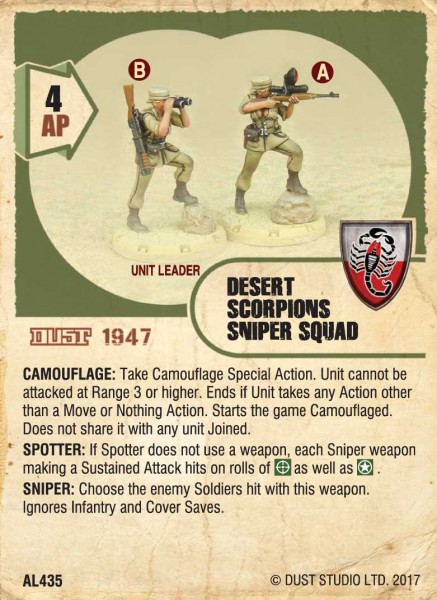 B
A
4
AP
UNIT LEADER
DESERT
SCORPIONS
SNIPER SQUAD
DUST 1947
CAMOUFLAGE: Take Camouflage Special Action. Unit cannot be
attacked at Range 3 or higher. Ends if Unit takes any Action other
than a Move or Nothing Action. Starts the game Camouflaged.
Does not share it with any unit Joined.
SPOTTER: If Spotter does not use a weapon, each Sniper weapon
making a Sustained Attack hits on rolls of as well as .
SNIPER: Choose the enemy Soldiers hit with this weapon.
Ignores Infantry and Cover Saves.
AL435
© DUST STUDIO LTD. 2017